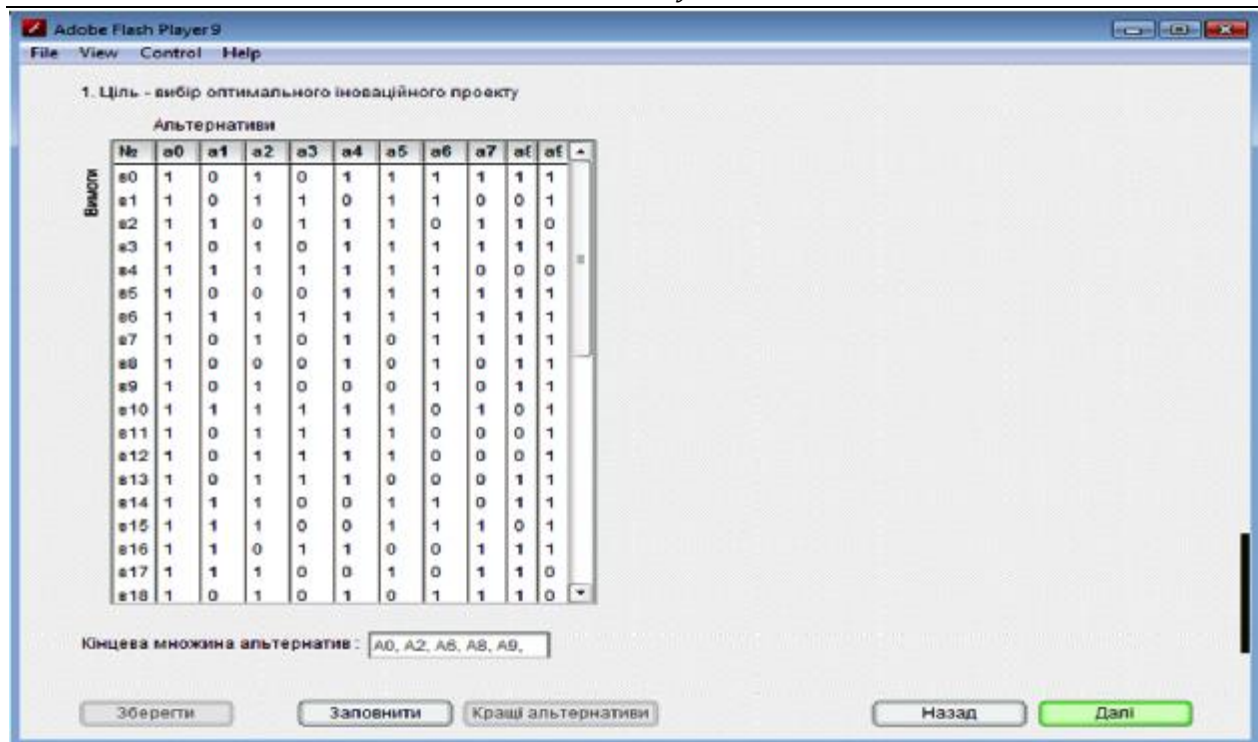 Adobe Flash Player 9
File View Control Help
1. Ціль - вибір оптимального іноваційного проекту
Альтернативи
Вимоги
№ a0 a1 a2 a3 a4 a5 a6 a7
в0 1 0 1 0 1 1 1 1 1 1
в1 1 0 1 1 0 1 1 0 0 1
в2 1 1 0 1 1 1 0 1 1 0
в3 1 0 1 0 1 1 1 1 1 1
в4 1 1 1 1 1 1 1 0 0 0
в5 1 0 0 0 1 1 1 1 1 1
в6 1 1 1 1 1 1 1 1 1 1
в7 1 0 1 0 1 0 1 1 1 1
в8 1 0 0 0 1 0 1 0 1 1
в9 1 0 1 0 0 0 1 0 1 1
в10 1 1 1 1 1 1 0 1 0 1
в11 1 0 1 1 1 1 0 0 0 1
в12 1 0 1 1 1 1 0 0 0 1
в13 1 0 1 1 1 0 0 0 1 1
в14 1 1 1 0 0 1 1 0 1 1
в15 1 1 1 0 0 1 1 1 0 1
в16 1 1 0 1 1 0 0 1 1 1
в17 1 1 1 0 0 1 0 1 1 0
в18 1 0 1 0 1 0 1 1 1 0
Кінцева множина альтернатив : A0, A2, A6, A8, A9,
Зберегти Заповнити Кращі альтернативи Назад Далі